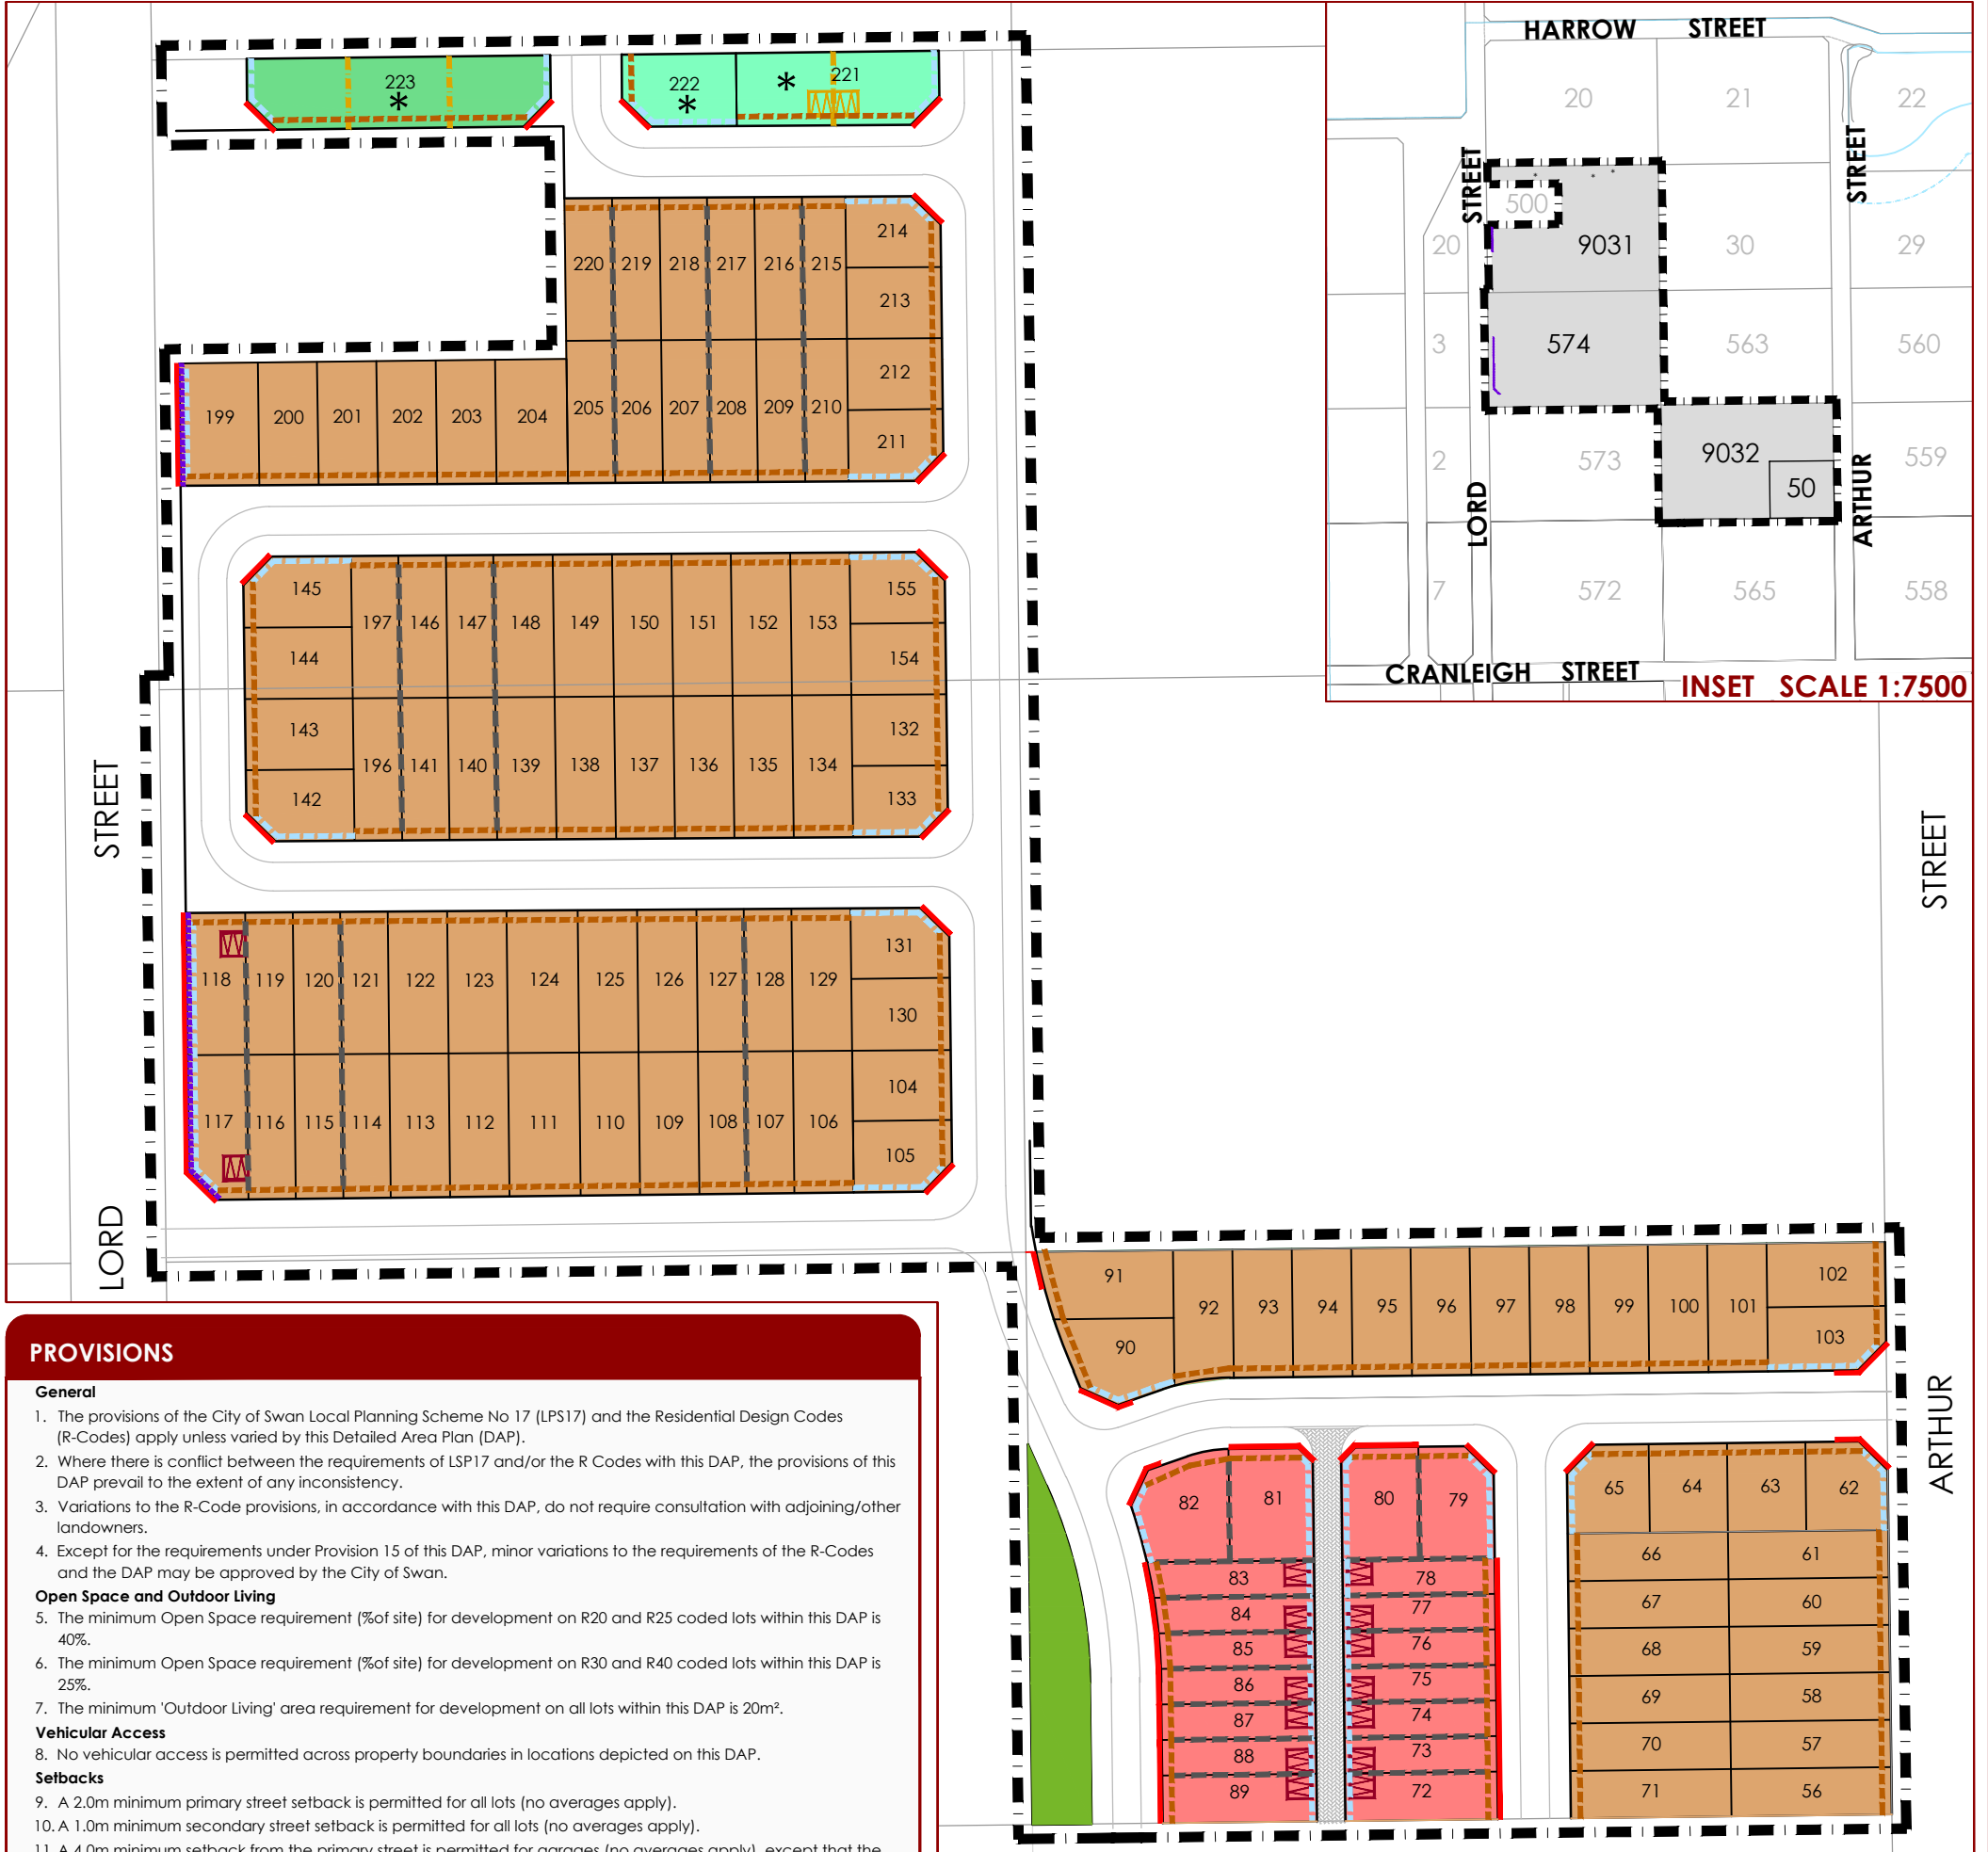 223
*
222
*
*
221
220 219 218 217 216 215
214
213
199 200 201 202 203 204
205 206 207 208 209 210
212
211
145
144
197 146 147 148 149 150 151 152 153
155
154
143
142
196 141 140 139 138 137 136 135 134
132
133
118 119 120 121 122 123 124 125 126 127 128 129
131
130
117 116 115 114 113 112 111 110 109 108 107 106
104
105
STREET
LORD
HARROW STREET
20 21 22
STREET
STREET
500
20
9031
30
29
3
574
563
560
2
573
9032
559
50
LORD
ARTHUR
7
572
565
558
CRANLEIGH STREET
INSET SCALE 1:7500
STREET
ARTHUR
91
90
92 93 94 95 96 97 98 99 100 101
102
103
82 81 80 79
65 64 63 62
83 78
84 77
85 76
86 75
87 74
88 73
89 72
66 61
67 60
68 59
69 58
70 57
71 56
PROVISIONS
General
1. The provisions of the City of Swan Local Planning Scheme No 17 (LPS17) and the Residential Design Codes
(R-Codes) apply unless varied by this Detailed Area Plan (DAP).
2. Where there is conflict between the requirements of LSP17 and/or the R Codes with this DAP, the provisions of this
DAP prevail to the extent of any inconsistency.
3. Variations to the R-Code provisions, in accordance with this DAP, do not require consultation with adjoining/other
landowners.
4. Except for the requirements under Provision 15 of this DAP, minor variations to the requirements of the R-Codes
and the DAP may be approved by the City of Swan.
Open Space and Outdoor Living
5. The minimum Open Space requirement (%of site) for development on R20 and R25 coded lots within this DAP is
40%.
6. The minimum Open Space requirement (%of site) for development on R30 and R40 coded lots within this DAP is
25%.
7. The minimum 'Outdoor Living' area requirement for development on all lots within this DAP is 20m².
Vehicular Access
8. No vehicular access is permitted across property boundaries in locations depicted on this DAP.
Setbacks
9. A 2.0m minimum primary street setback is permitted for all lots (no averages apply).
10. A 1.0m minimum secondary street setback is permitted for all lots (no averages apply).
11. A 4.0m minimum setback from the primary street is permitted for garages (no averages apply), except that the